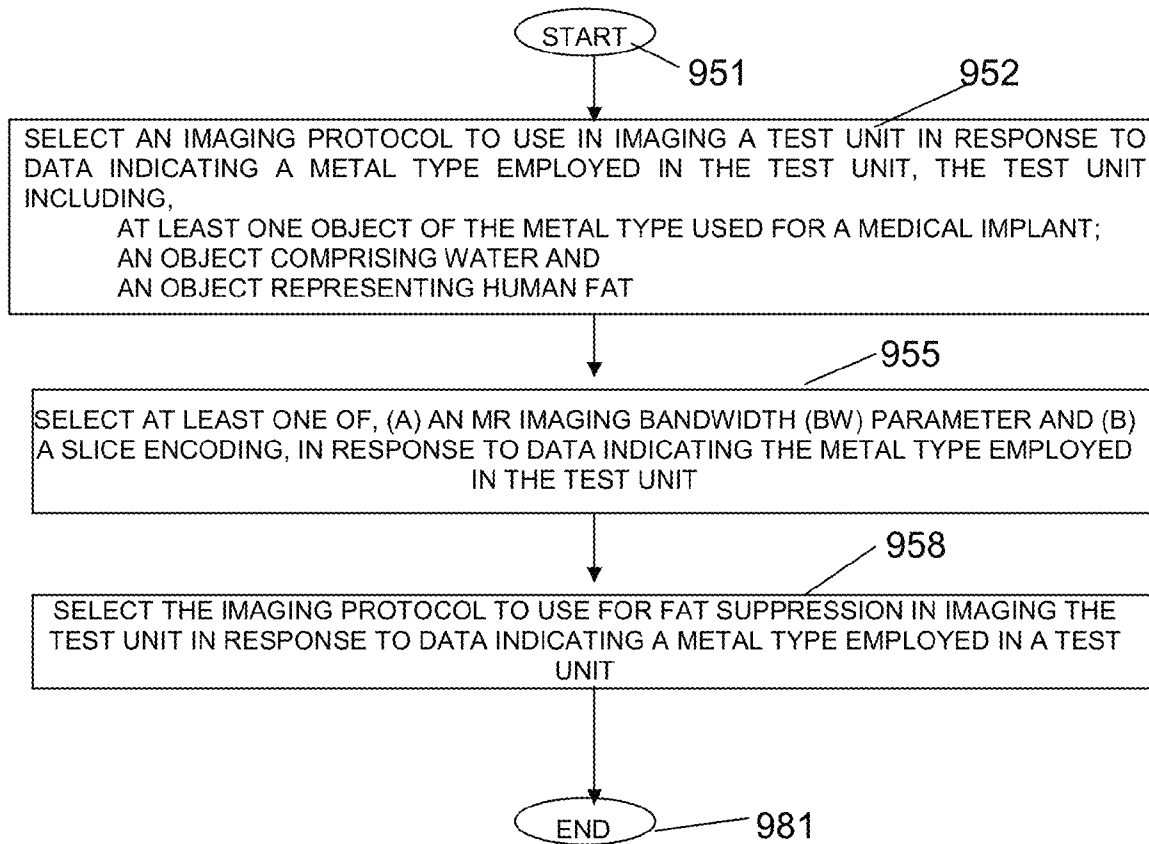 START
951
952
SELECT AN IMAGING PROTOCOL TO USE IN IMAGING A TEST UNIT IN RESPONSE TO
DATA INDICATING A METAL TYPE EMPLOYED IN THE TEST UNIT, THE TEST UNIT
INCLUDING,
AT LEAST ONE OBJECT OF THE METAL TYPE USED FOR A MEDICAL IMPLANT;
AN OBJECT COMPRISING WATER AND
AN OBJECT REPRESENTING HUMAN FAT
955
SELECT AT LEAST ONE OF, (A) AN MR IMAGING BANDWIDTH (BW) PARAMETER AND (B)
A SLICE ENCODING, IN RESPONSE TO DATA INDICATING THE METAL TYPE EMPLOYED
IN THE TEST UNIT
958
SELECT THE IMAGING PROTOCOL TO USE FOR FAT SUPPRESSION IN IMAGING THE
TEST UNIT IN RESPONSE TO DATA INDICATING A METAL TYPE EMPLOYED IN A TEST
UNIT
END
981